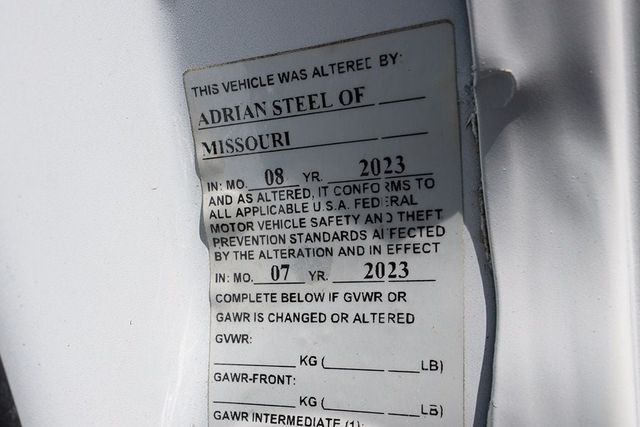 THIS VEHICLE WAS ALTERED BY:
ADRIAN STEEL OF
MISSOURI
IN: MO. 08 YR. 2023
AND AS ALTERED, IT CONFORMS TO
ALL APPLICABLE U.S.A. FEDERAL
MOTOR VEHICLE SAFETY AND THEFT
PREVENTION STANDARDS AFFECTED
BY THE ALTERATION AND IN EFFECT
IN: MO. 07 YR. 2023
COMPLETE BELOW IF GVWR OR
GAWR IS CHANGED OR ALTERED
GVWR:
KG ( LB)
GAWR-FRONT:
KG ( LB)
GAWR INTERMEDIATE (1):